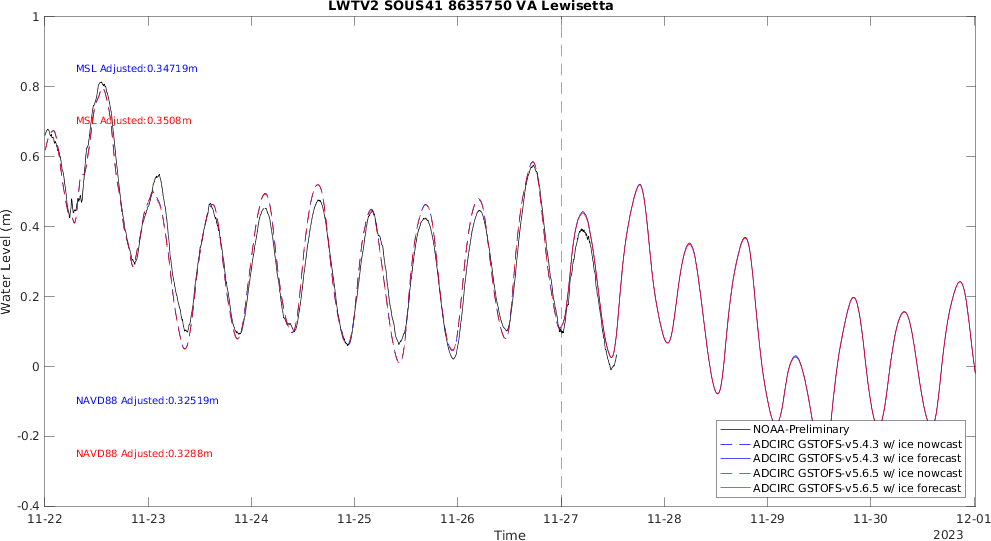 LWTV2 SOUS41 8635750 VA Lewisetta
1
0.8
0.6
0.4
0.2
0
-0.2
-0.4
Water Level (m)
MSL Adjusted:0.34719m
MSL Adjusted:0.3508m
NAVD88 Adjusted:0.32519m
NAVD88 Adjusted:0.3288m
NOAA-Preliminary
ADCIRC GSTOFS-v5.4.3 w/ ice nowcast
ADCIRC GSTOFS-v5.4.3 w/ ice forecast
ADCIRC GSTOFS-v5.6.5 w/ ice nowcast
ADCIRC GSTOFS-v5.6.5 w/ ice forecast
11-22 11-23 11-24 11-25 11-26 11-27 11-28 11-29 11-30 12-01
Time
2023